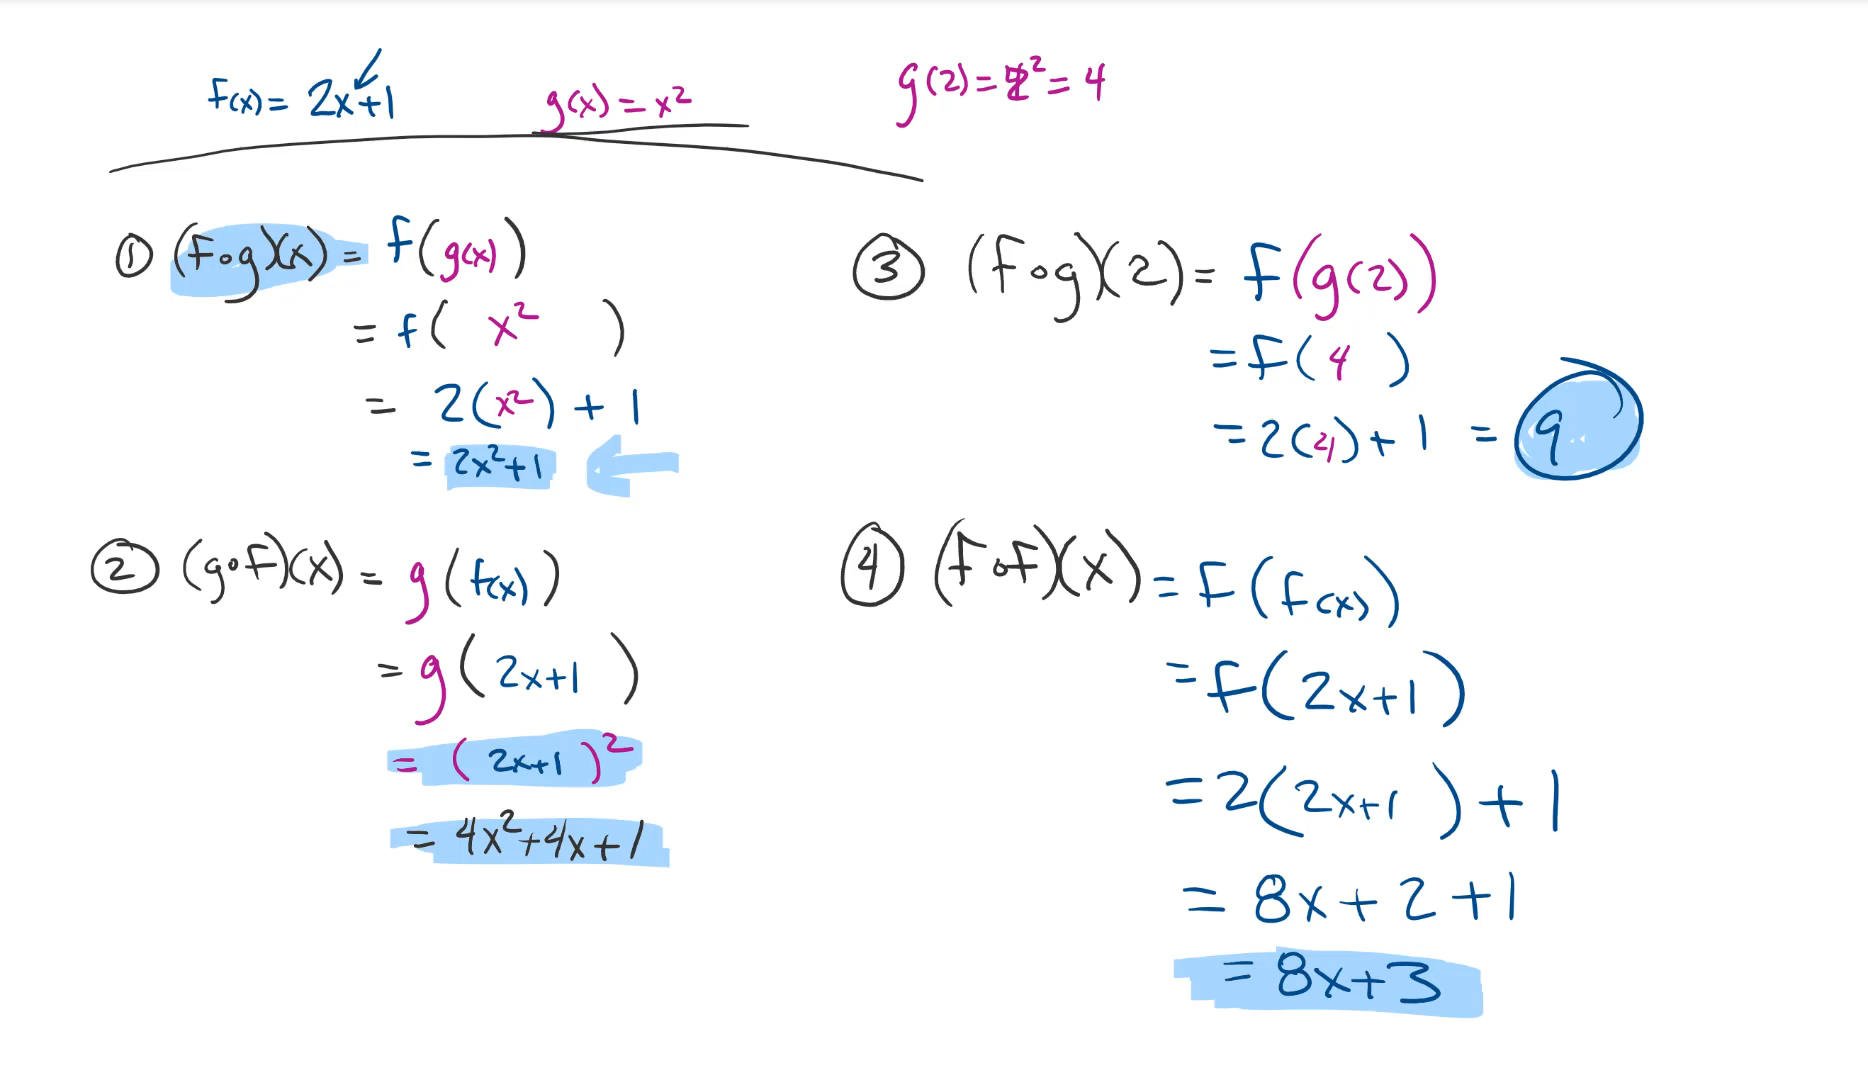 f(x) = 2x+1
g(x) = x²
g(2) = 2² = 4
① (f∘g)(x) = f(g(x))
= f( x² )
= 2(x²) + 1
= 2x²+1
② (g∘f)(x) = g(f(x))
= g( 2x+1 )
= ( 2x+1 )²
= 4x²+4x+1
③ (f∘g)(2) = f(g(2))
= f( 4 )
= 2(4) + 1 = 9
④ (f∘f)(x) = f(f(x))
= f(2x+1)
= 2(2x+1) + 1
= 8x + 2 + 1
= 8x+3